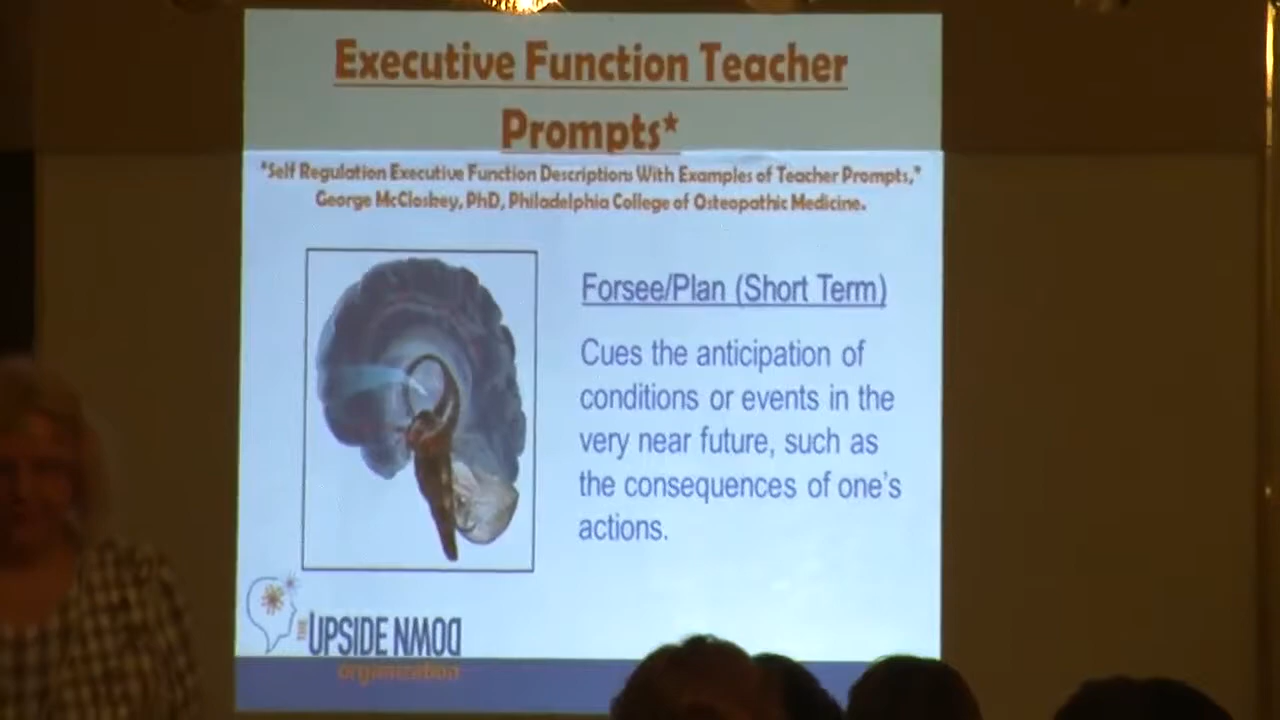 Executive Function Teacher
Prompts*
*Self Regulation Executive Function Descriptions With Examples of Teacher Prompts,*
George McCloskey, PhD, Philadelphia College of Osteopathic Medicine.
Forsee/Plan (Short Term)
Cues the anticipation of
conditions or events in the
very near future, such as
the consequences of one's
actions.
THE UPSIDE DOWN
organization